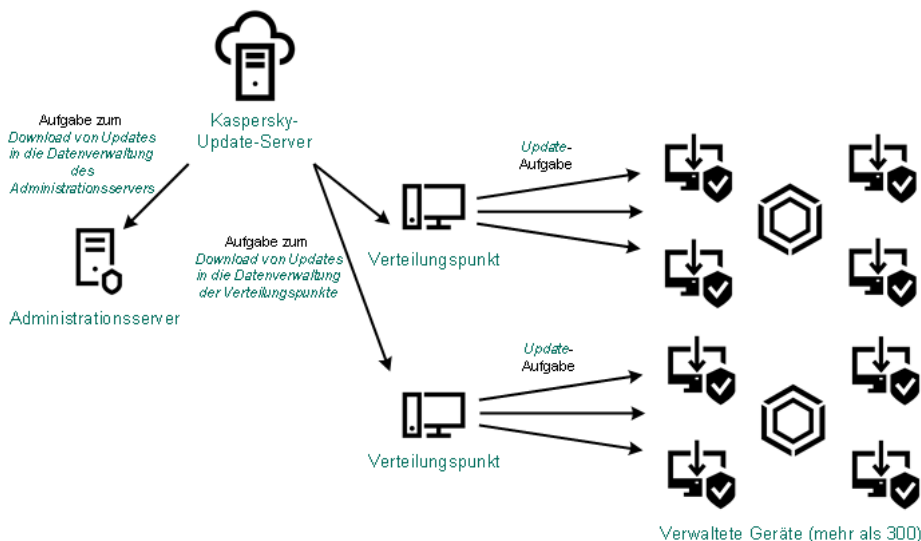 Kaspersky-
Update-Server
Aufgabe zum
Download von Updates
in die Datenverwaltung
des
Administrationsservers
Administrationsserver
Aufgabe zum
Download von Updates
in die Datenverwaltung
der Verteilungspunkte
Verteilungspunkt
Update-
Aufgabe
Verteilungspunkt
Update-
Aufgabe
Verwaltete Geräte (mehr als 300)